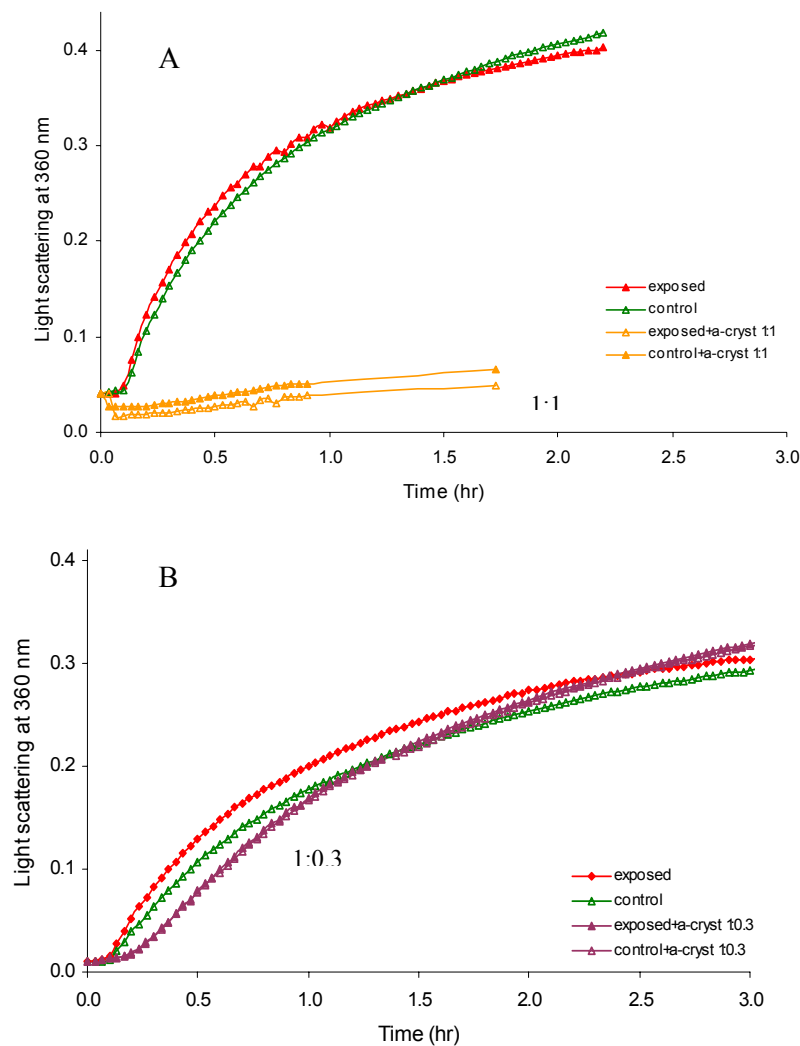 A
0.4
0.3
0.2
0.1
0.0
Light scattering at 360 nm
exposed
control
exposed+a-cryst 1:1
control+a-cryst 1:1
1:1
0.0 0.5 1.0 1.5 2.0 2.5 3.0
Time (hr)
B
0.4
0.3
0.2
0.1
0.0
Light scattering at 360 nm
1:0.3
exposed
control
exposed+a-cryst 1:0.3
control+a-cryst 1:0.3
0.0 0.5 1.0 1.5 2.0 2.5 3.0
Time (hr)